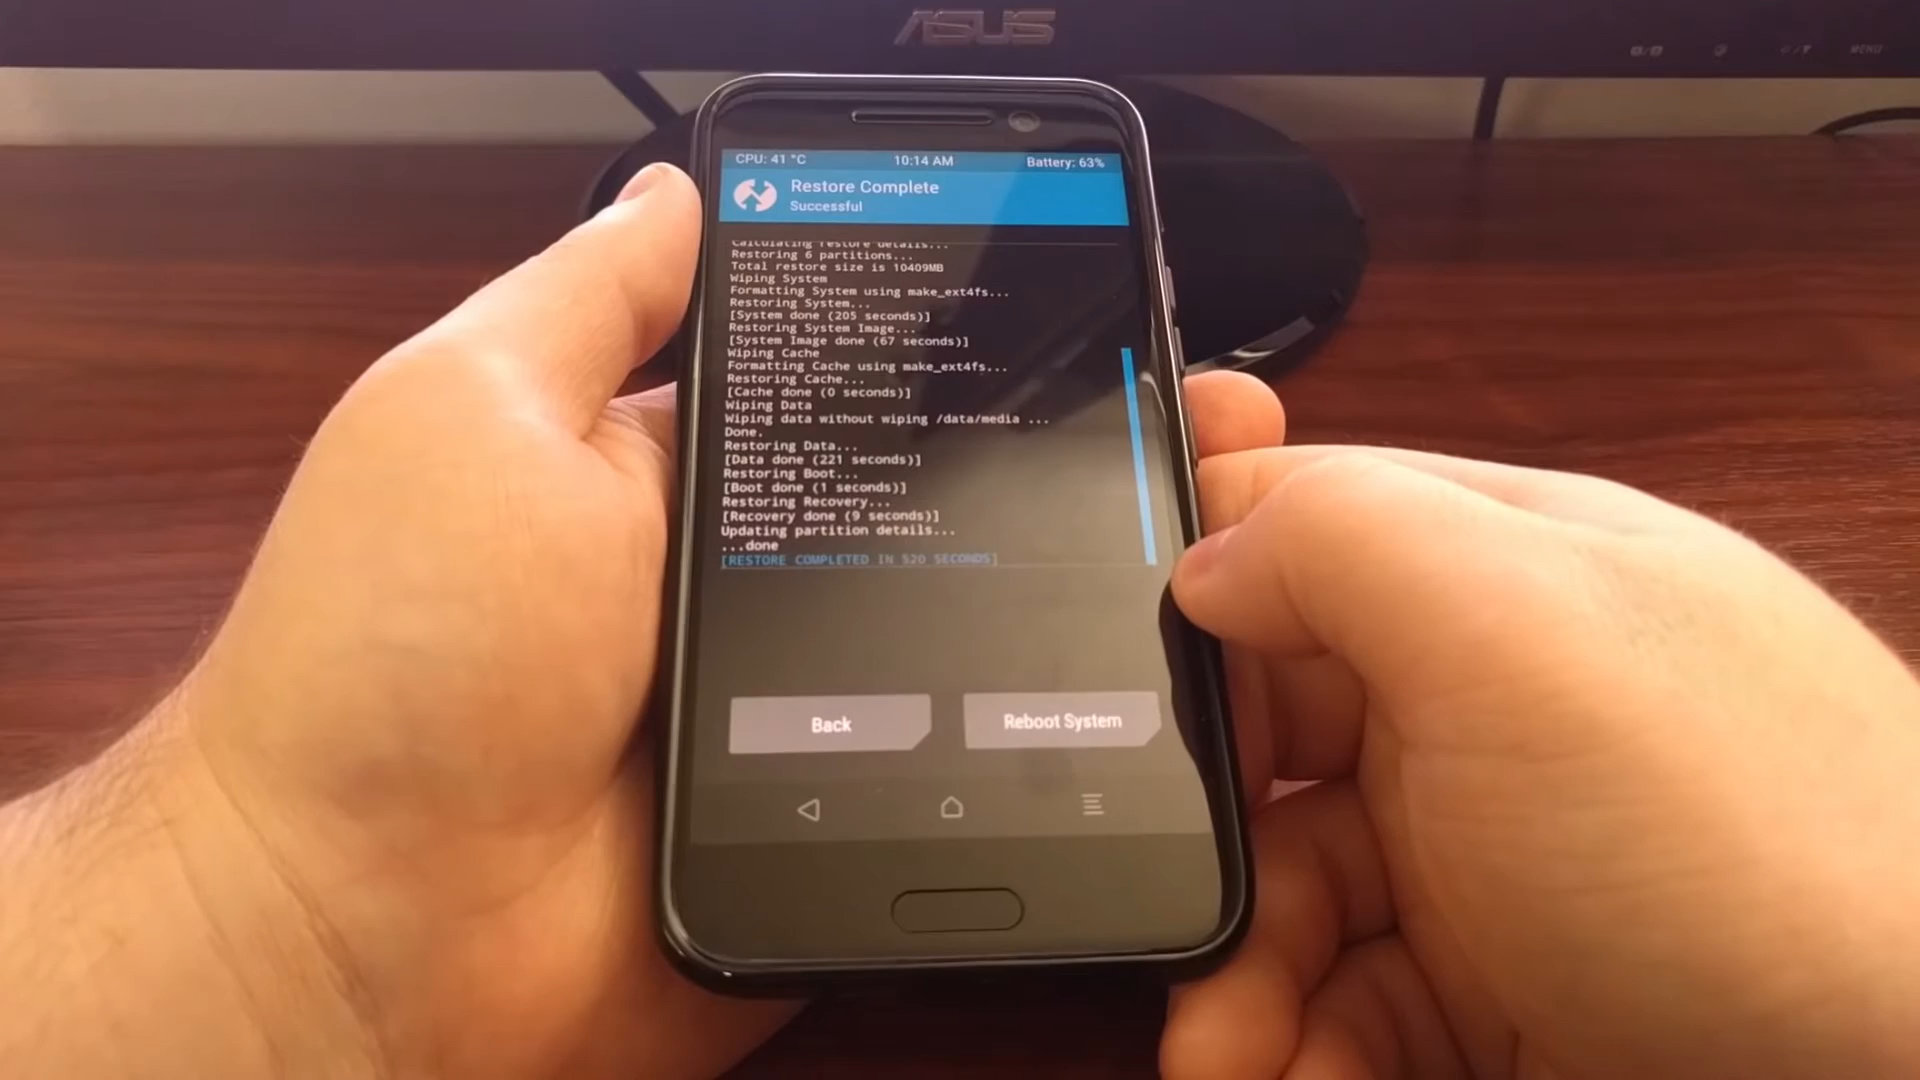 ASUS
MENU
CPU: 41 °C 10:14 AM Battery: 63%
Restore Complete
Successful
Calculating restore details...
Restoring 6 partitions...
Total restore size is 10409MB
Wiping System
Formatting System using make_ext4fs...
Restoring System...
[System done (205 seconds)]
Restoring System Image...
[System Image done (67 seconds)]
Wiping Cache
Formatting Cache using make_ext4fs...
Restoring Cache...
[Cache done (0 seconds)]
Wiping Data
Wiping data without wiping /data/media ...
Done.
Restoring Data...
[Data done (221 seconds)]
Restoring Boot...
[Boot done (1 seconds)]
Restoring Recovery...
[Recovery done (9 seconds)]
Updating partition details...
...done
[RESTORE COMPLETED IN 520 SECONDS]
Back Reboot System